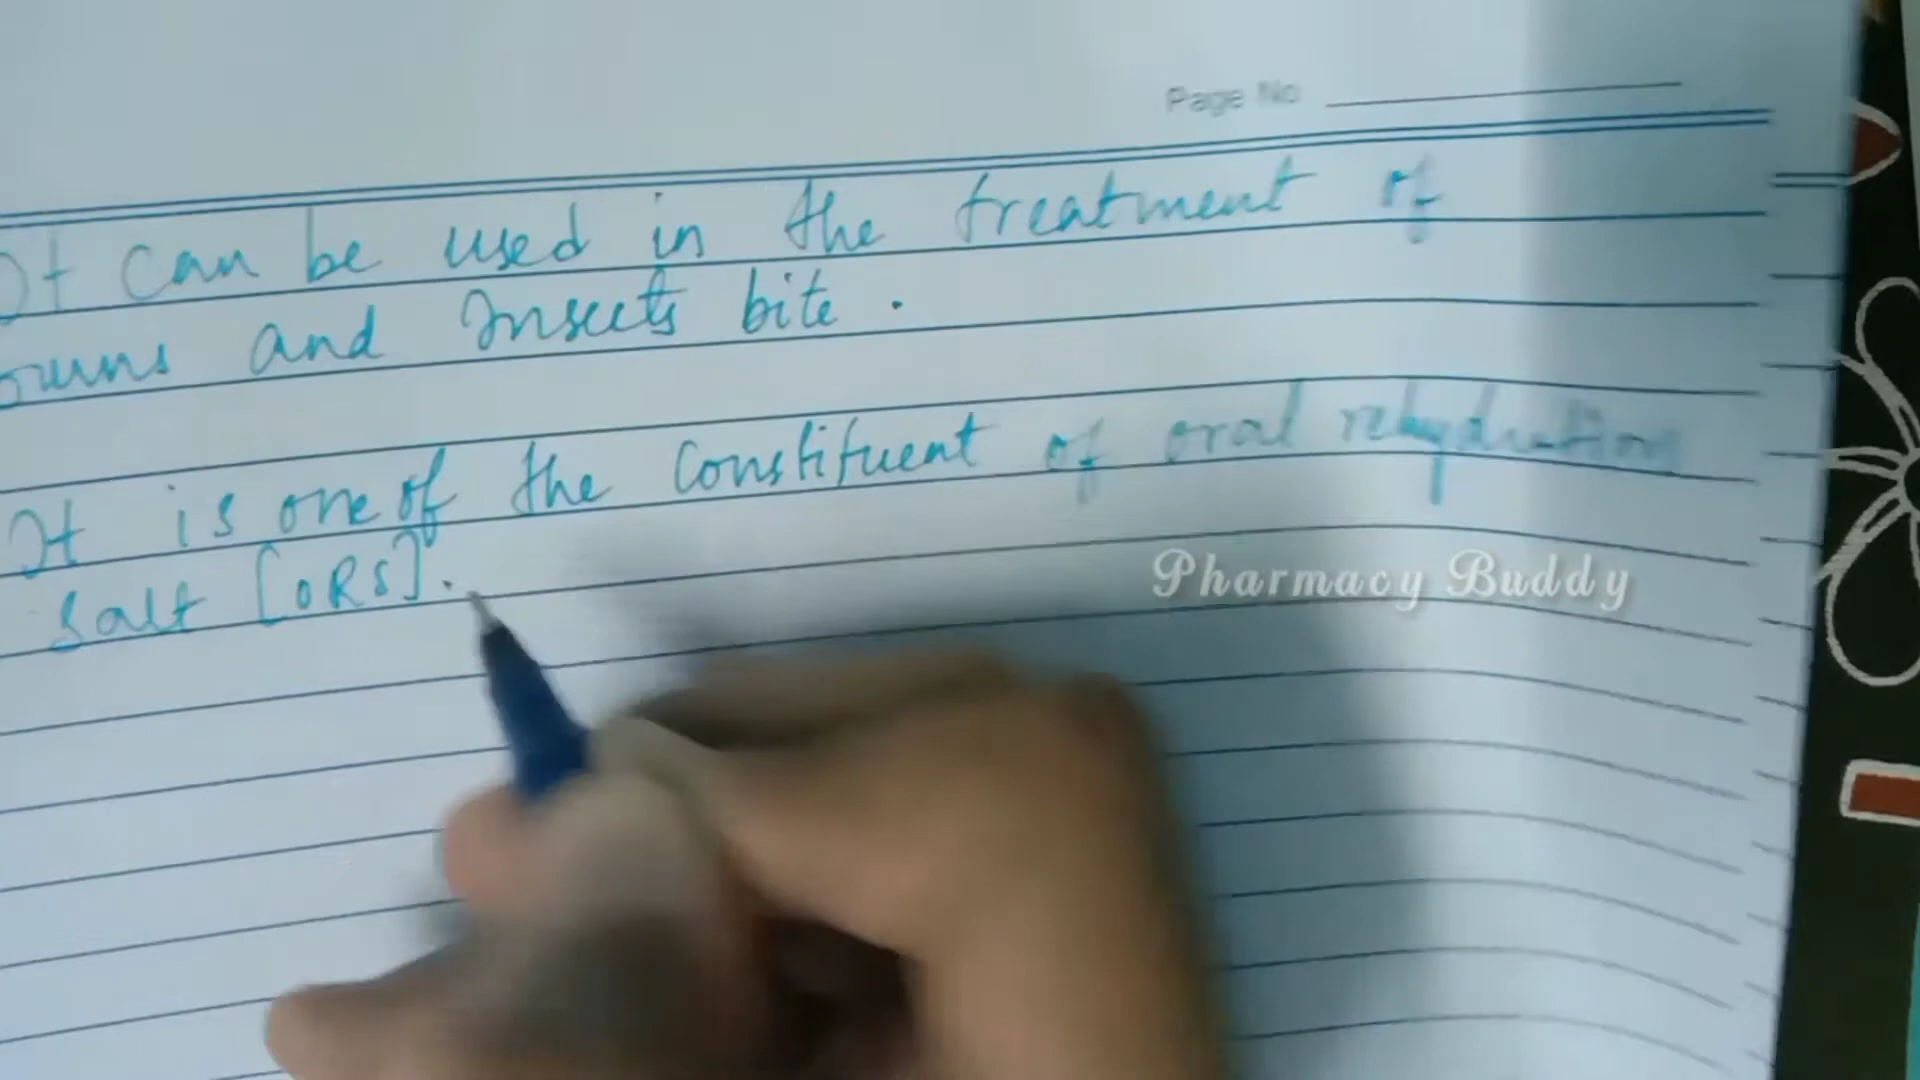 Page No
It can be used in the treatment of
burns and Insects bite .
It is one of the constituent of oral rehydration
salt [ORS].
Pharmacy Buddy